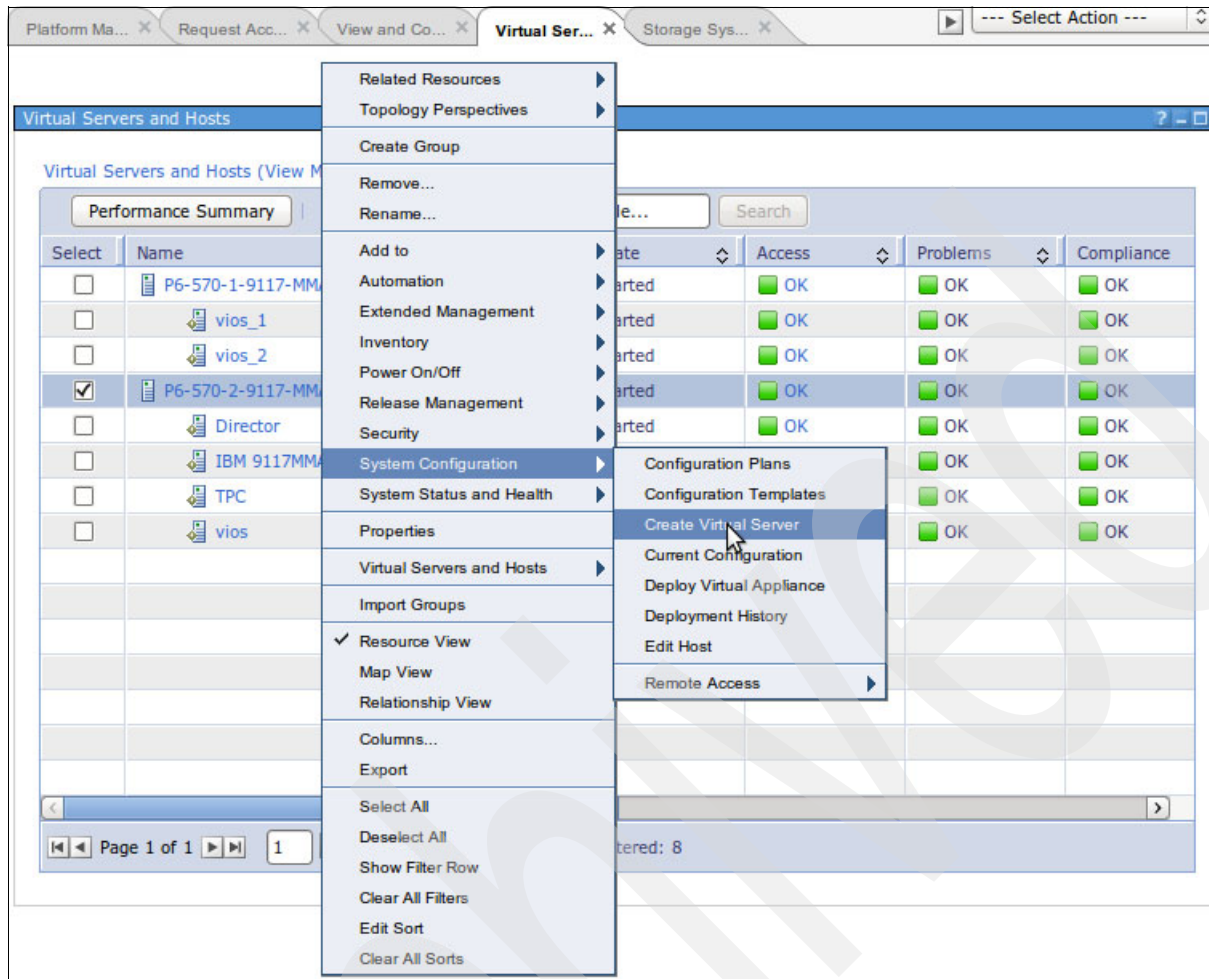 Platform Ma... Request Acc... View and Co... Virtual Ser... Storage Sys... --- Select Action ---
Virtual Servers and Hosts
Virtual Servers and Hosts (View M
Performance Summary le... Search
Select Name ate Access Problems Compliance
P6-570-1-9117-MMA arted OK OK OK
vios_1 arted OK OK OK
vios_2 arted OK OK OK
P6-570-2-9117-MMA arted OK OK OK
Director arted OK OK OK
IBM 9117MMA OK OK
TPC OK OK
vios OK OK
Page 1 of 1 1 tered: 8
Related Resources
Topology Perspectives
Create Group
Remove...
Rename...
Add to
Automation
Extended Management
Inventory
Power On/Off
Release Management
Security
System Configuration
System Status and Health
Properties
Virtual Servers and Hosts
Import Groups
Resource View
Map View
Relationship View
Columns...
Export
Select All
Deselect All
Show Filter Row
Clear All Filters
Edit Sort
Clear All Sorts
Configuration Plans
Configuration Templates
Create Virtual Server
Current Configuration
Deploy Virtual Appliance
Deployment History
Edit Host
Remote Access